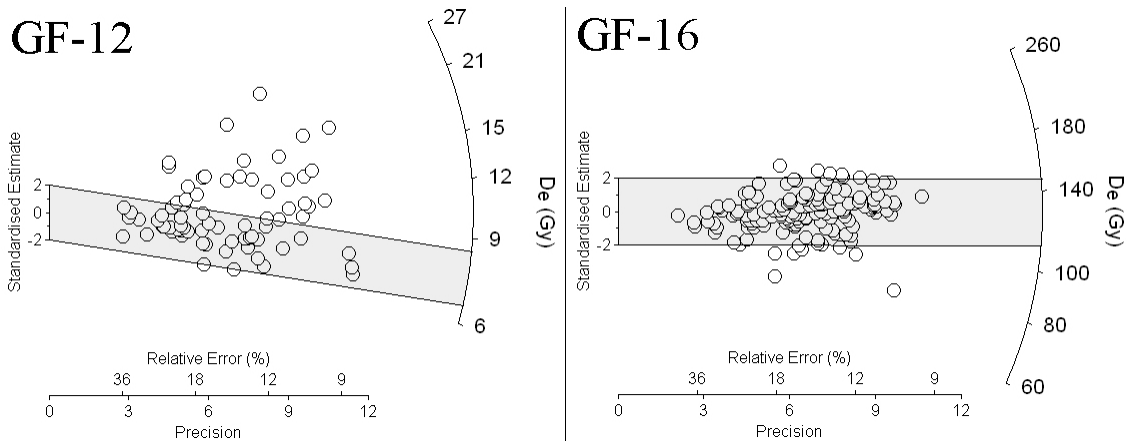 GF-12
27
21
15
12
9
6
De (Gy)
Standardised Estimate
2
0
-2
Relative Error (%)
36 18 12 9
0 3 6 9 12
Precision
GF-16
260
180
140
100
80
60
De (Gy)
Standardised Estimate
2
0
-2
Relative Error (%)
36 18 12 9
0 3 6 9 12
Precision